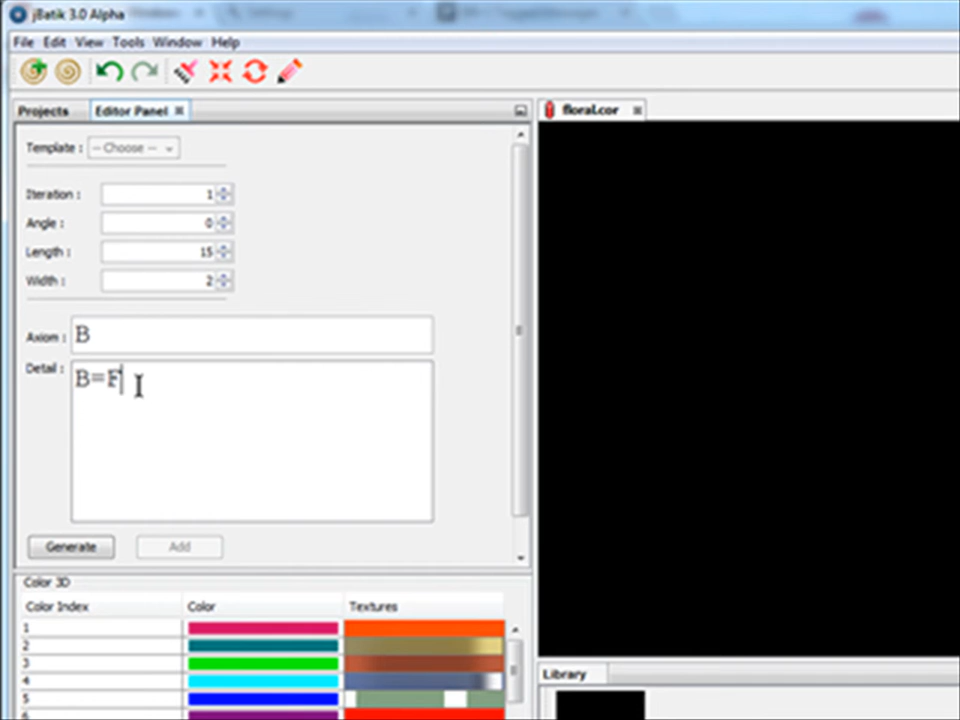 jBatik 3.0 Alpha
File Edit View Tools Window Help
Projects Editor Panel
floral.cor
Template : -- Choose --
Iteration : 1
Angle : 0
Length : 15
Width : 2
Axiom : B
Detail : B=F
Generate Add
Color 3D
Color Index Color Textures
1
2
3
4
5
6
Library